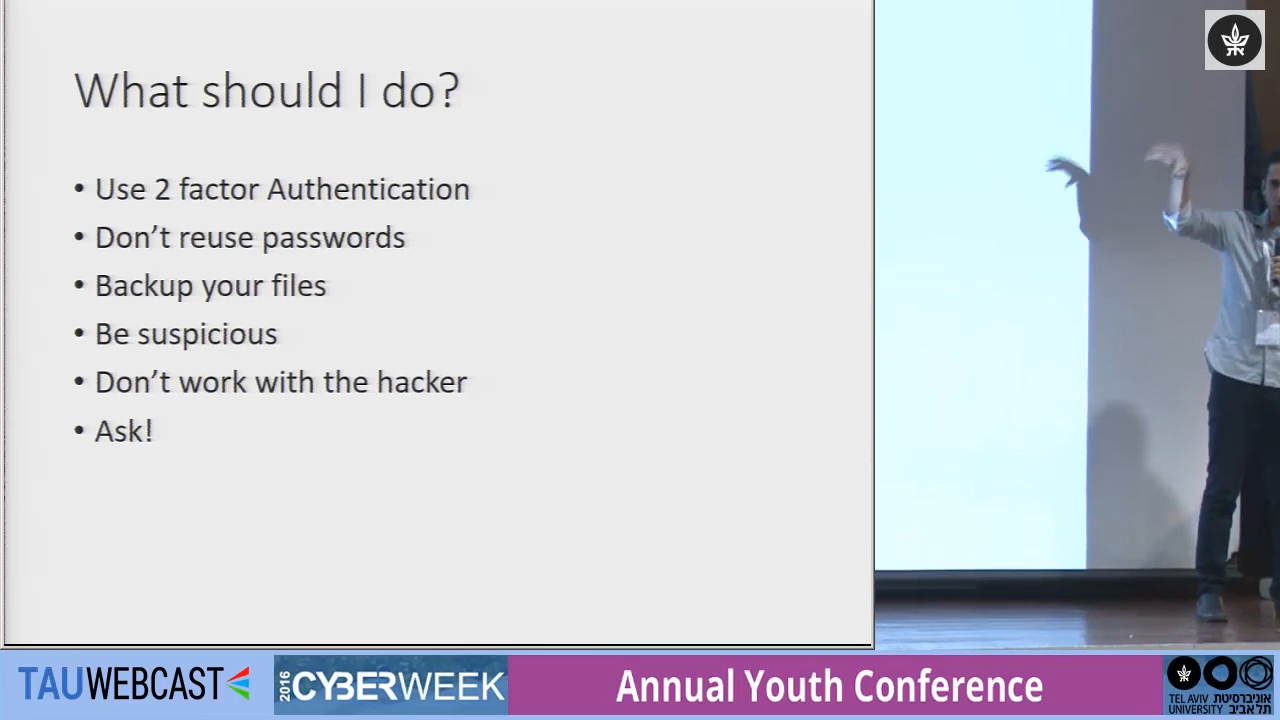 What should I do?
• Use 2 factor Authentication
• Don't reuse passwords
• Backup your files
• Be suspicious
• Don't work with the hacker
• Ask!
TAUWEBCAST
2016 CYBERWEEK
Annual Youth Conference
TEL AVIV אוניברסיטת
UNIVERSITY תל אביב